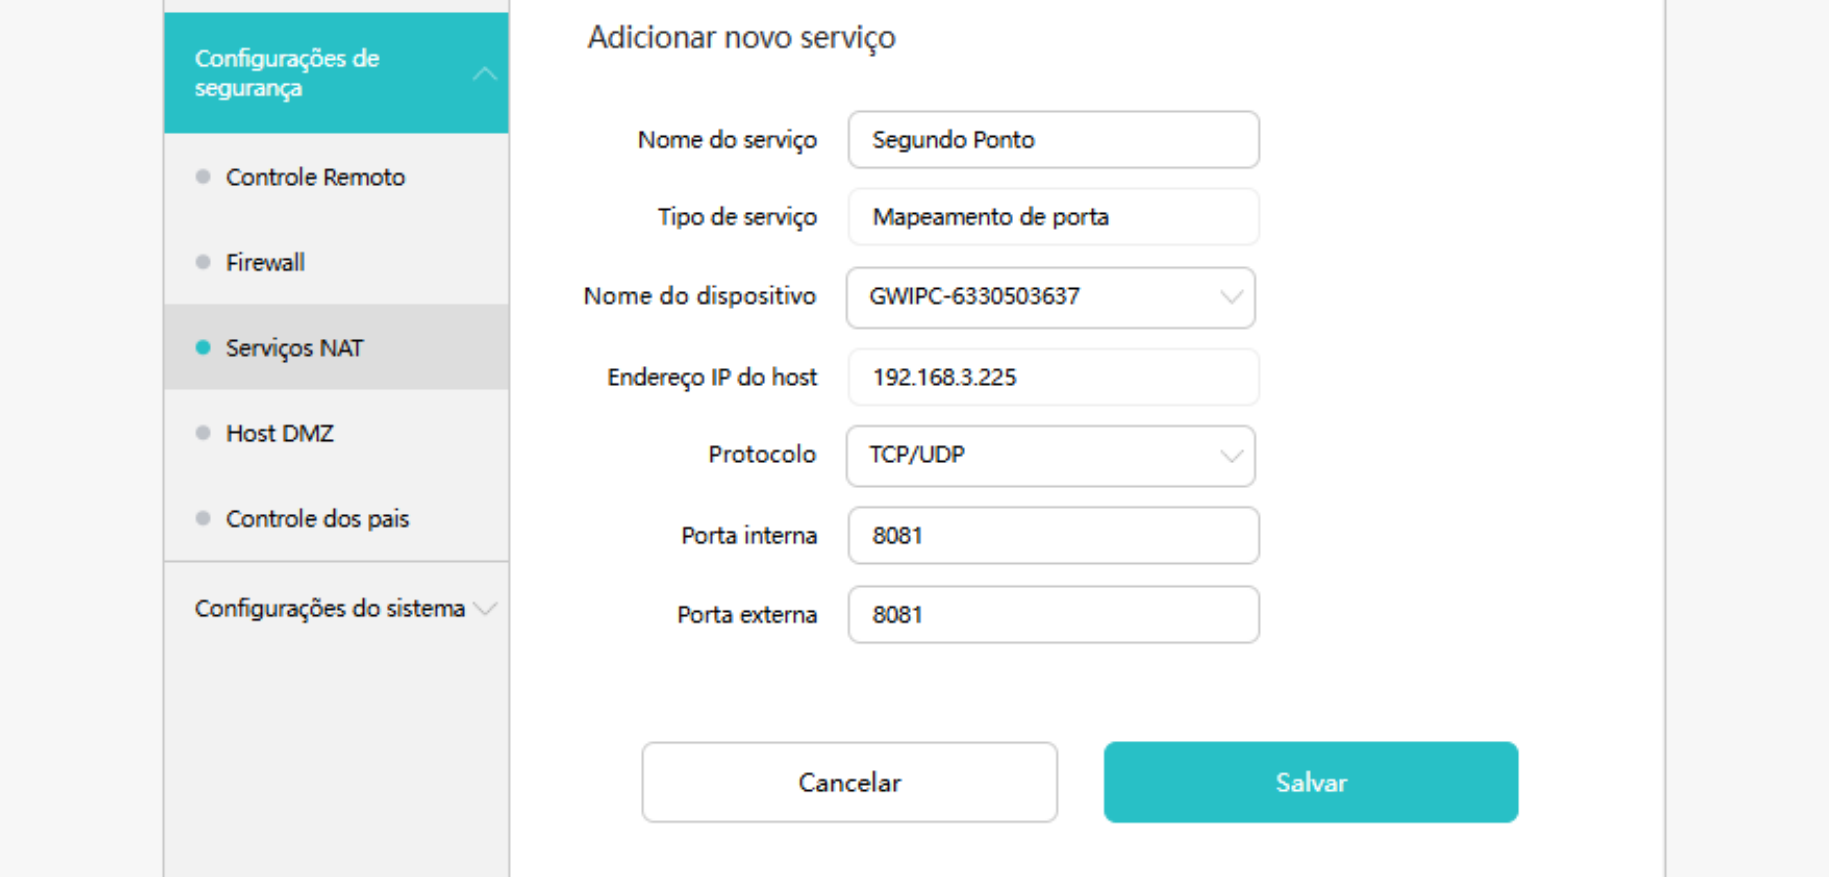 Configurações de
segurança
Controle Remoto
Firewall
Serviços NAT
Host DMZ
Controle dos pais
Configurações do sistema
Adicionar novo serviço
Nome do serviço Segundo Ponto
Tipo de serviço Mapeamento de porta
Nome do dispositivo GWIPC-6330503637
Endereço IP do host 192.168.3.225
Protocolo TCP/UDP
Porta interna 8081
Porta externa 8081
Cancelar Salvar